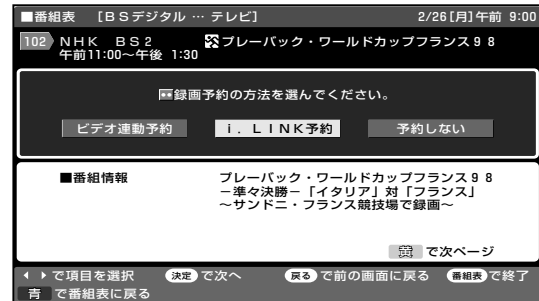 ■番組表　[BSデジタル … テレビ]　2/26[月]午前 9:00
102 NHK BS2　プレーバック・ワールドカップフランス98
午前11:00〜午後 1:30
録画予約の方法を選んでください。
ビデオ連動予約　i.LINK予約　予約しない
■番組情報　プレーバック・ワールドカップフランス98
－準々決勝－「イタリア」対「フランス」
〜サンドニ・フランス競技場で録画〜
黄 で次ページ
で項目を選択　決定 で次へ　戻る で前の画面に戻る　番組表 で終了
青 で番組表に戻る